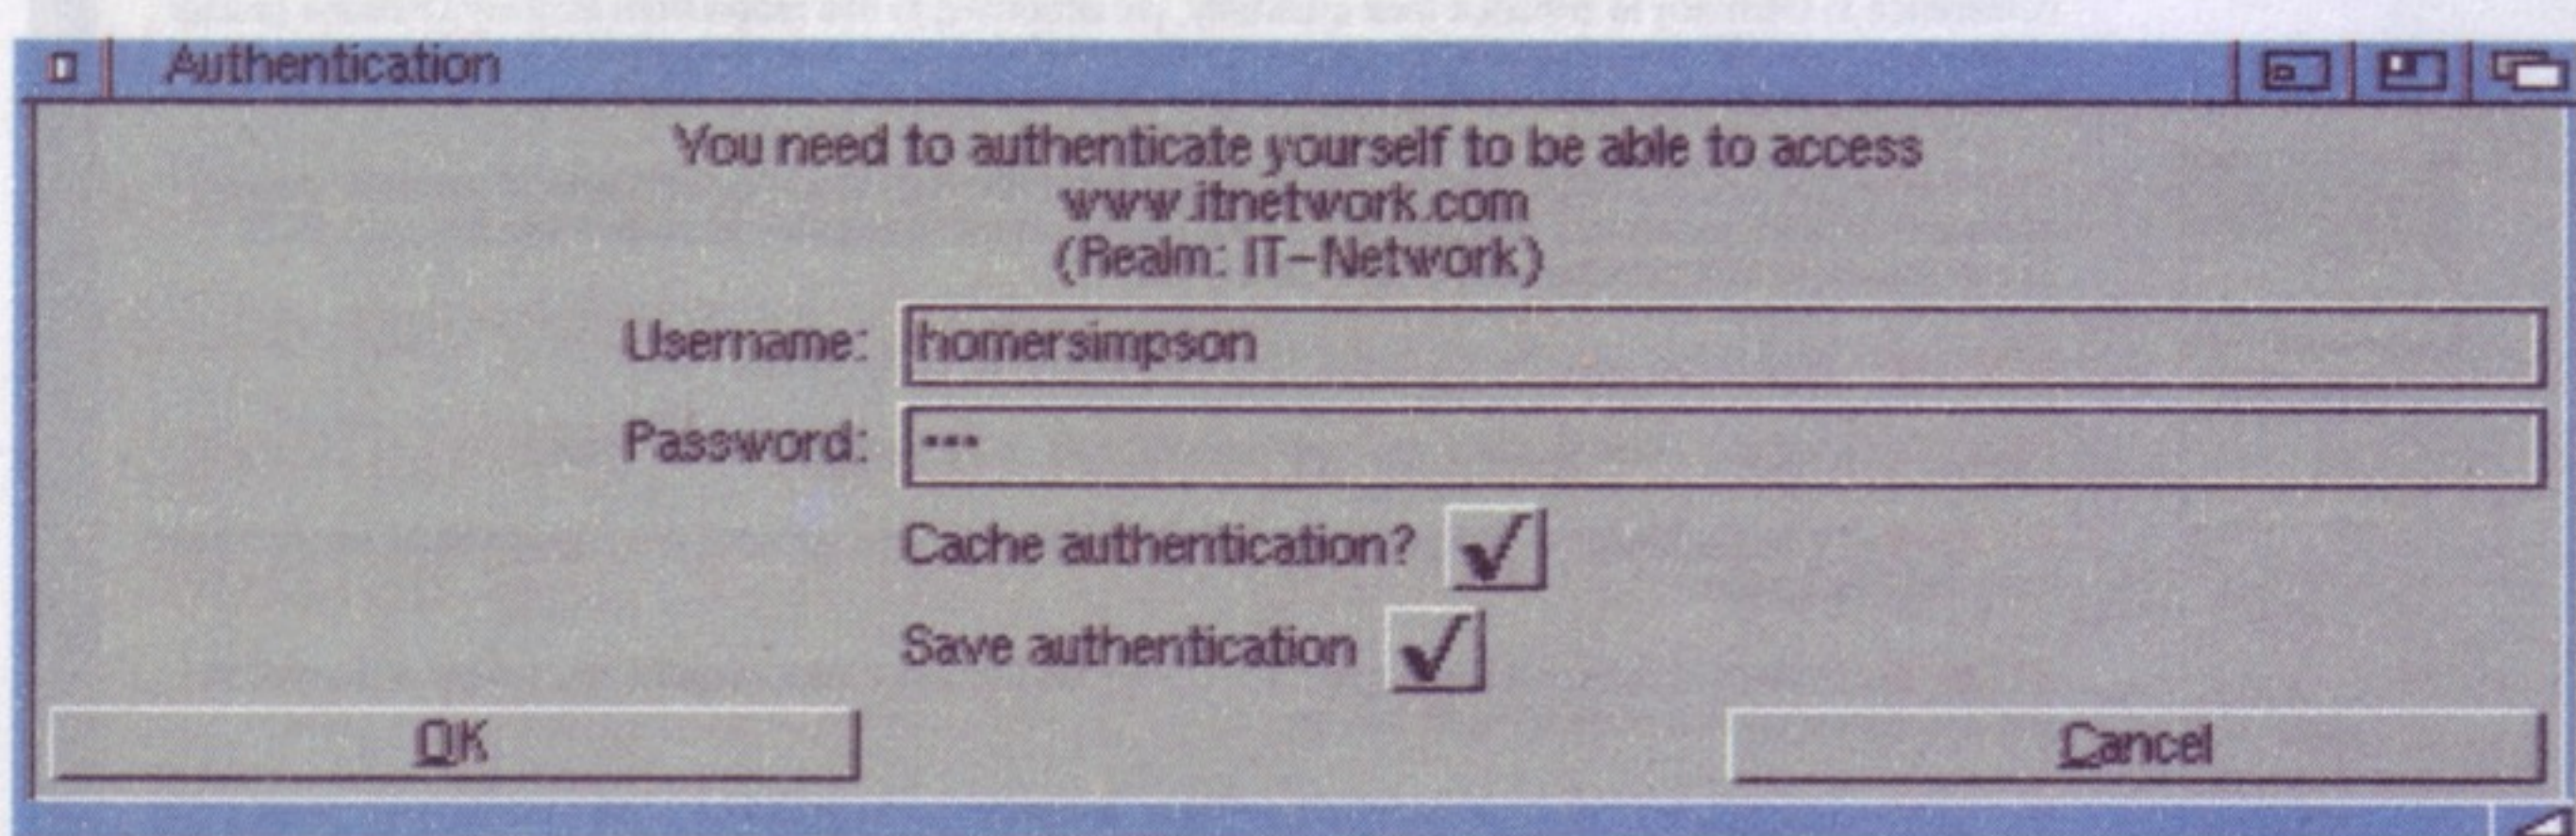 Authentication
You need to authenticate yourself to be able to access
www.itnetwork.com
(Realm: IT-Network)
Username: homersimpson
Password: ***
Cache authentication? ✓
Save authentication ✓
OK
Cancel